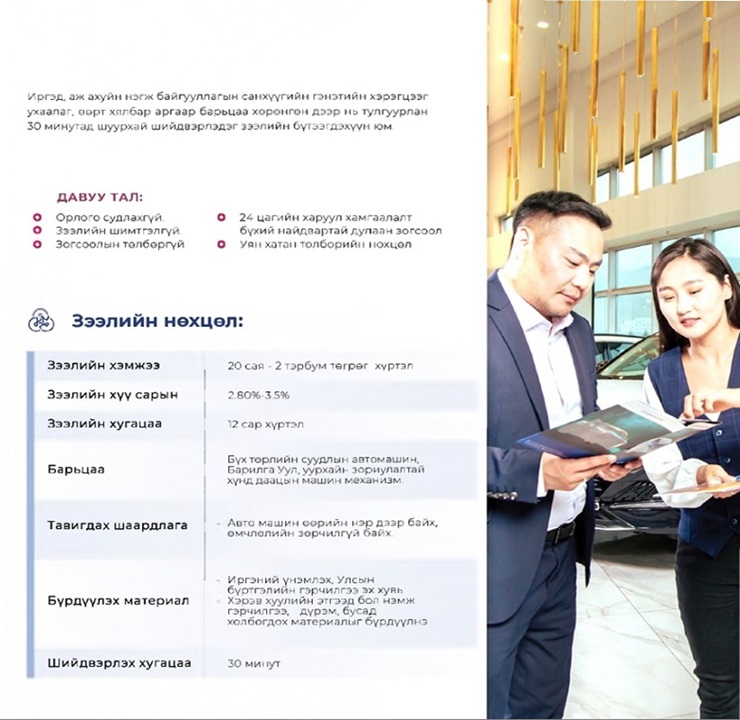 Иргэд, аж ахуйн нэгж байгууллагын санхүүгийн гэнэтийн хэрэгцээг
ухаалаг, өөрт хялбар аргаар барьцаа хөрөнгөн дээр нь тулгуурлан
30 минутад шуурхай шийдвэрлэдэг зээлийн бүтээгдэхүүн юм.
ДАВУУ ТАЛ:
Орлого судлахгүй.
Зээлийн шимтгэлгүй.
Зогсоолын төлбөргүй
24 цагийн харуул хамгаалалт
бүхий найдвартай дулаан зогсоол
Уян хатан төлбөрийн нөхцөл
Зээлийн нөхцөл:
Зээлийн хэмжээ 20 сая - 2 тэрбум төгрөг хүртэл
Зээлийн хүү сарын 2.80%-3.5%
Зээлийн хугацаа 12 сар хүртэл
Барьцаа
Бүх төрлийн суудлын автомашин,
Барилга Уул, уурхайн зориулалтай
хүнд даацын машин механизм.
Тавигдах шаардлага
- Авто машин өөрийн нэр дээр байх,
өмчлөлийн зөрчилгүй байх.
Бүрдүүлэх материал
- Иргэний үнэмлэх, Улсын
бүртгэлийн гэрчилгээ эх хувь
- Хэрэв хуулийн этгээд бол нэмж
гэрчилгээ, дүрэм, бусад
холбогдох материалыг бүрдүүлнэ
Шийдвэрлэх хугацаа 30 минут